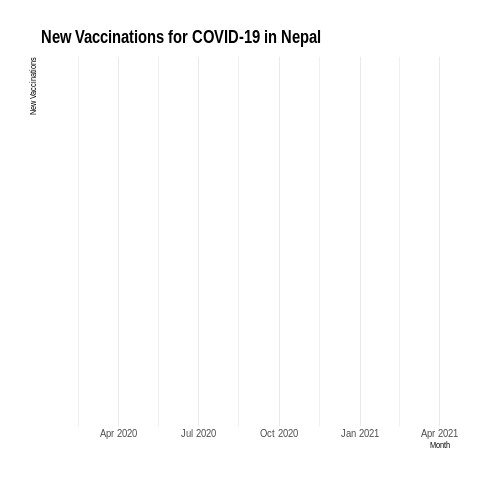 New Vaccinations for COVID-19 in Nepal
New Vaccinations
Apr 2020 Jul 2020 Oct 2020 Jan 2021 Apr 2021
Month